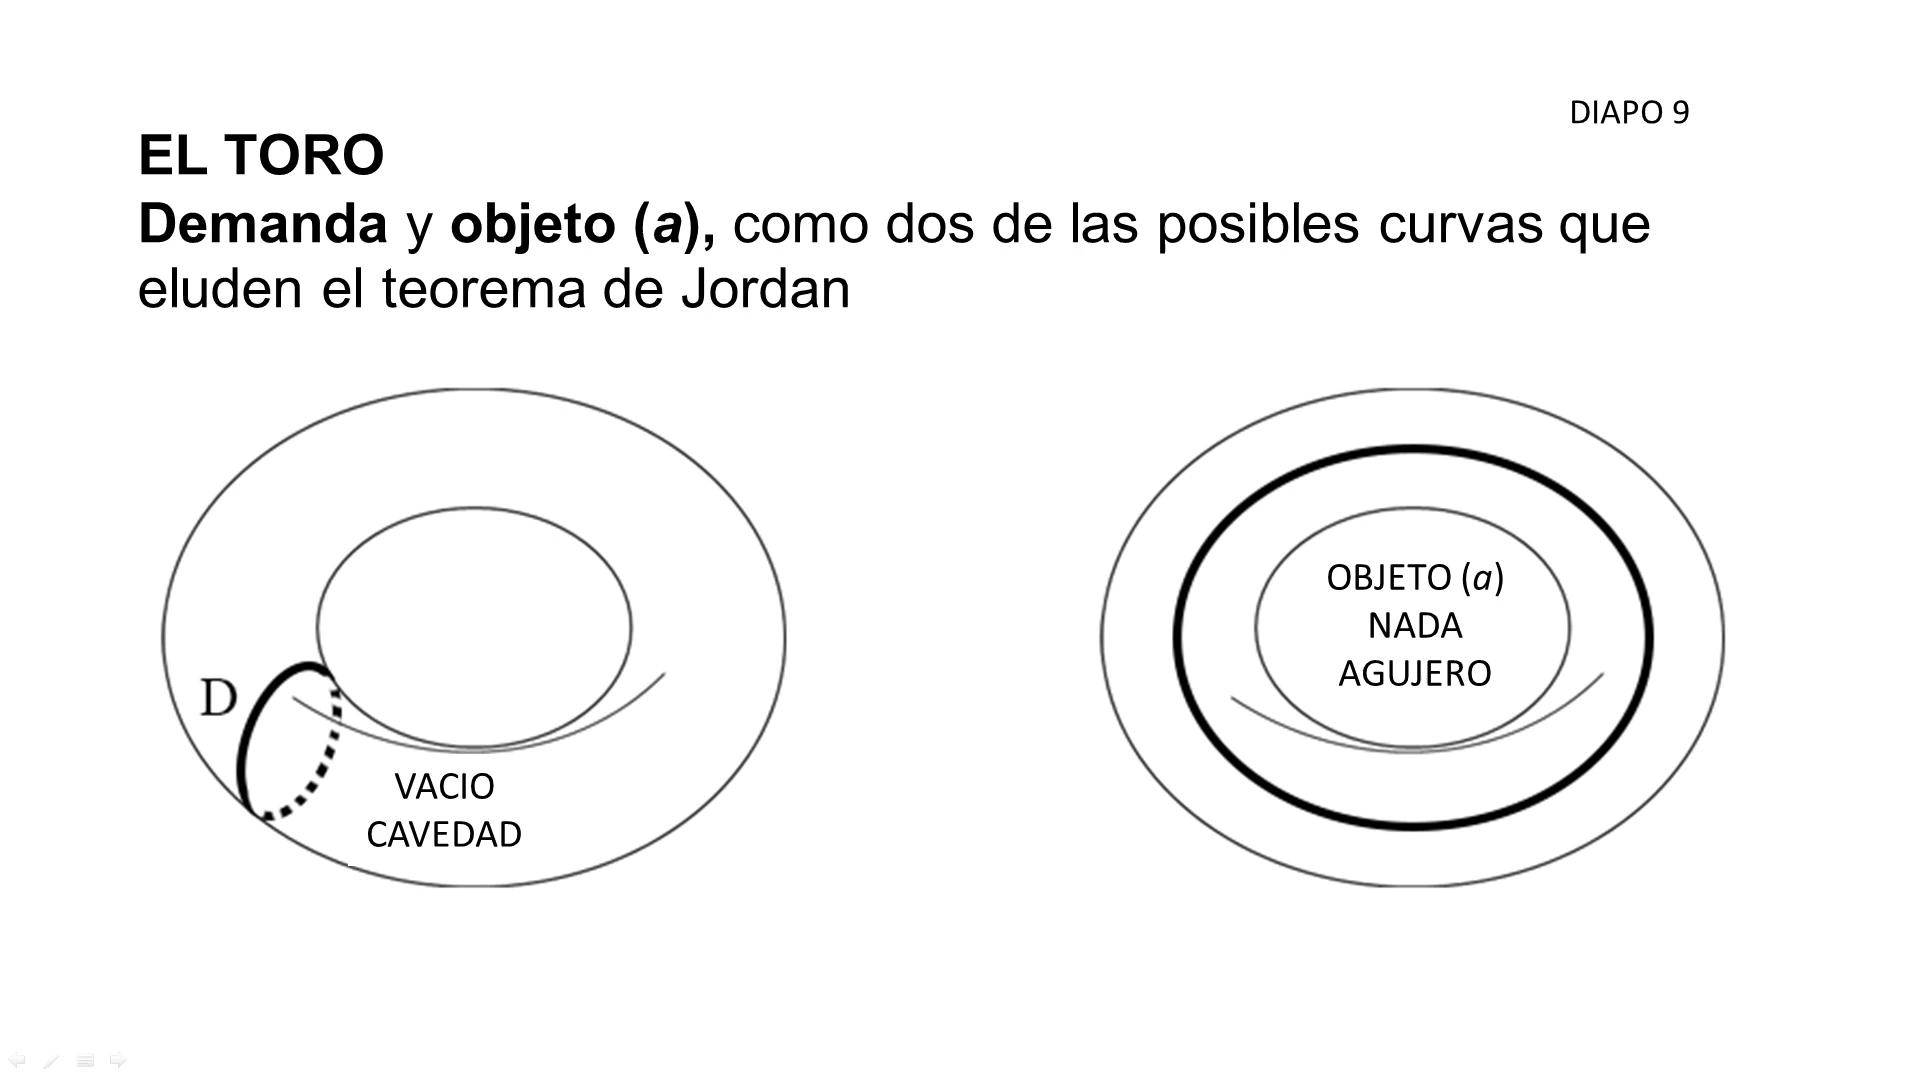 DIAPO 9
EL TORO
Demanda y objeto (a), como dos de las posibles curvas que
eluden el teorema de Jordan
D
VACIO
CAVEDAD
OBJETO (a)
NADA
AGUJERO